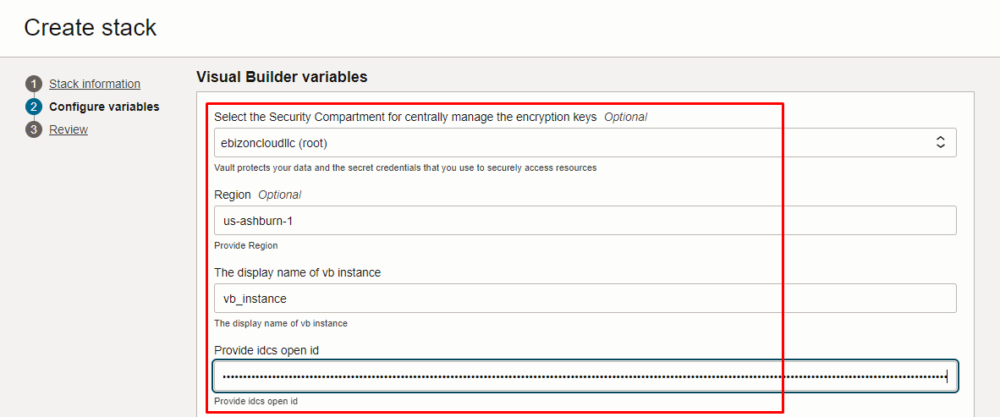 Create stack
1 Stack information
2 Configure variables
3 Review
Visual Builder variables
Select the Security Compartment for centrally manage the encryption keys Optional
ebizoncloudllc (root)
Vault protects your data and the secret credentials that you use to securely access resources
Region Optional
us-ashburn-1
Provide Region
The display name of vb instance
vb_instance
The display name of vb instance
Provide idcs open id
Provide idcs open id